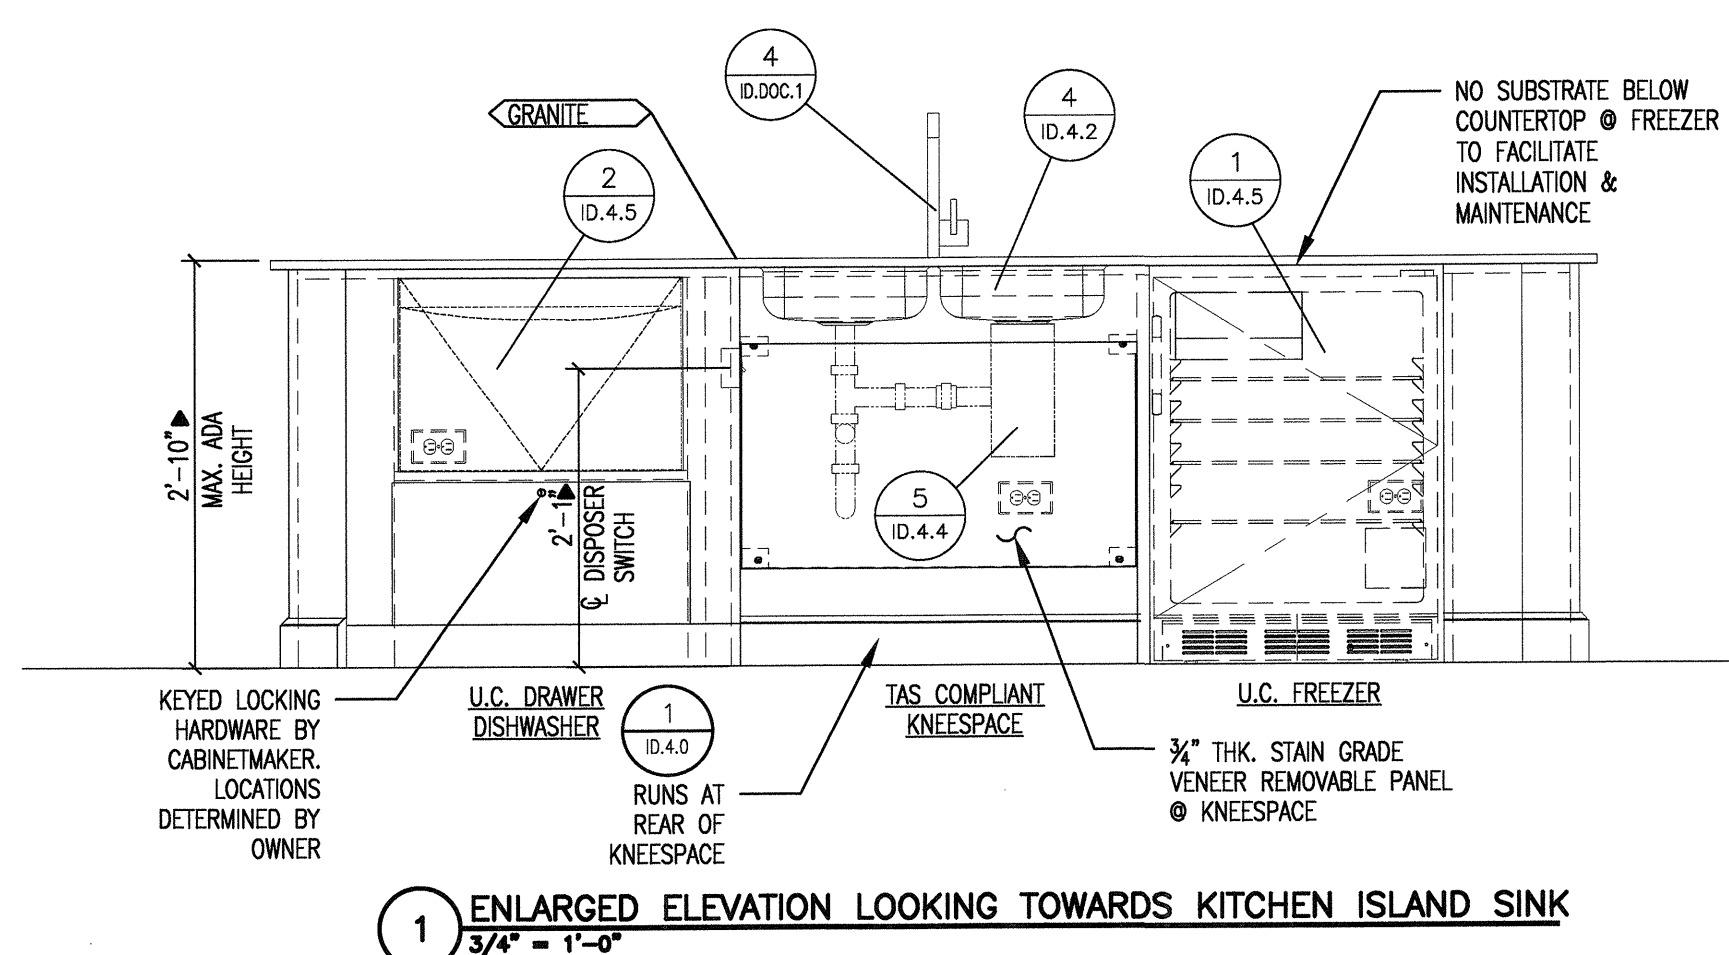 4
ID.DOC.1
4
ID.4.2
GRANITE
2
ID.4.5
1
ID.4.5
NO SUBSTRATE BELOW
COUNTERTOP @ FREEZER
TO FACILITATE
INSTALLATION &
MAINTENANCE
2'-10"
MAX. ADA
HEIGHT
2'-1"
℄ DISPOSER
SWITCH
5
ID.4.4
KEYED LOCKING
HARDWARE BY
CABINETMAKER.
LOCATIONS
DETERMINED BY
OWNER
U.C. DRAWER
DISHWASHER
1
ID.4.0
RUNS AT
REAR OF
KNEESPACE
TAS COMPLIANT
KNEESPACE
U.C. FREEZER
3/4" THK. STAIN GRADE
VENEER REMOVABLE PANEL
@ KNEESPACE
1
ENLARGED ELEVATION LOOKING TOWARDS KITCHEN ISLAND SINK
3/4" = 1'-0"